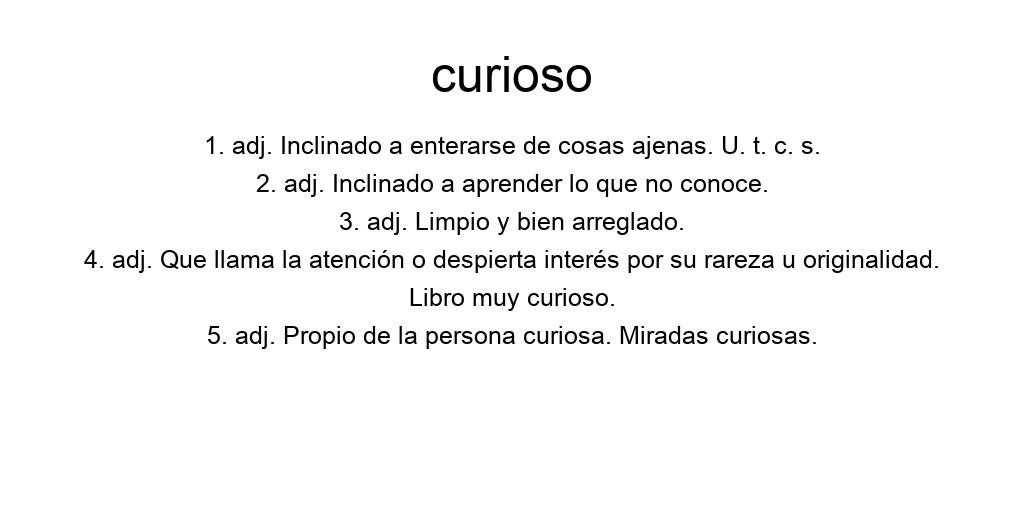 curioso
1. adj. Inclinado a enterarse de cosas ajenas. U. t. c. s.
2. adj. Inclinado a aprender lo que no conoce.
3. adj. Limpio y bien arreglado.
4. adj. Que llama la atención o despierta interés por su rareza u originalidad.
Libro muy curioso.
5. adj. Propio de la persona curiosa. Miradas curiosas.